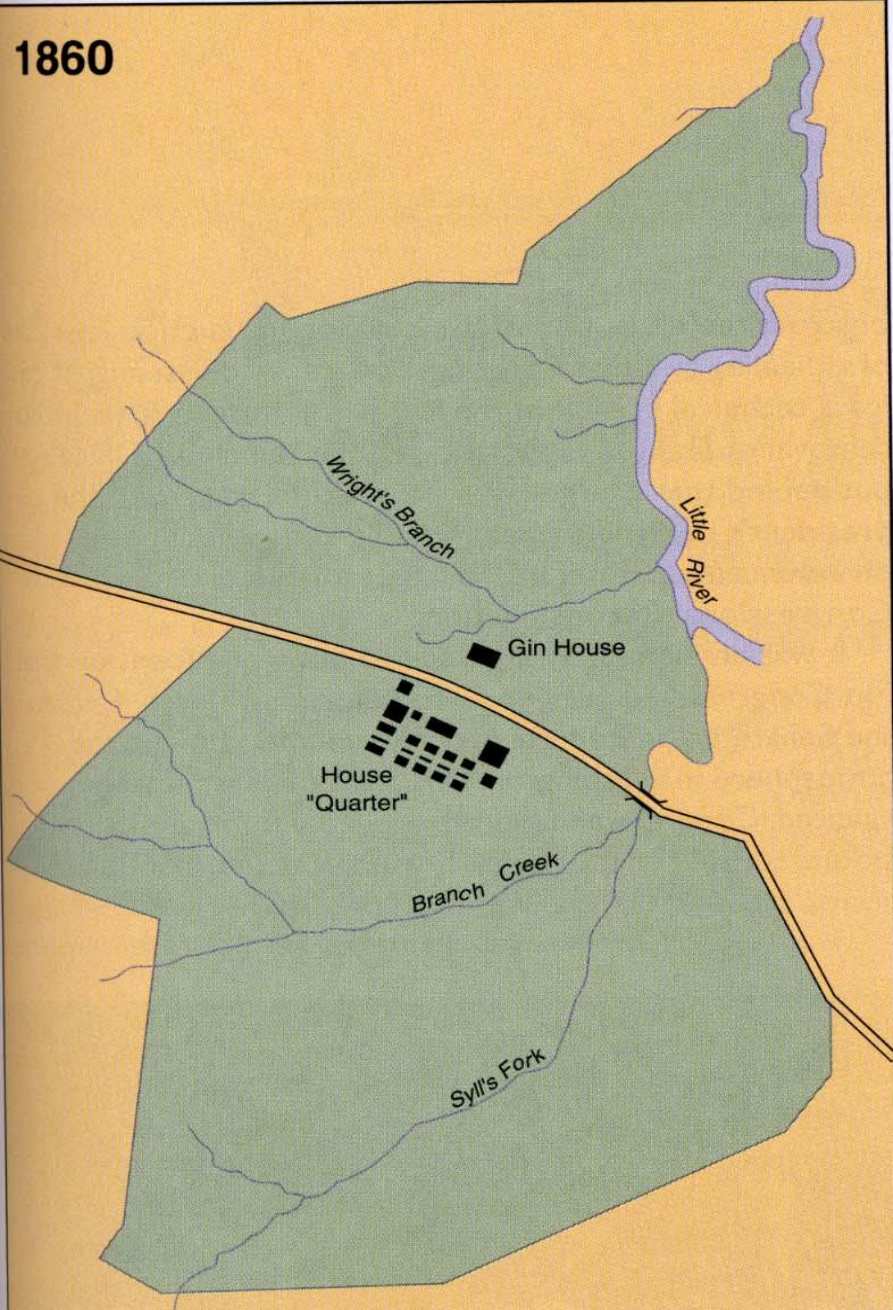 1860
Wright's Branch
Little
River
Gin House
House
"Quarter"
Branch Creek
Syll's Fork